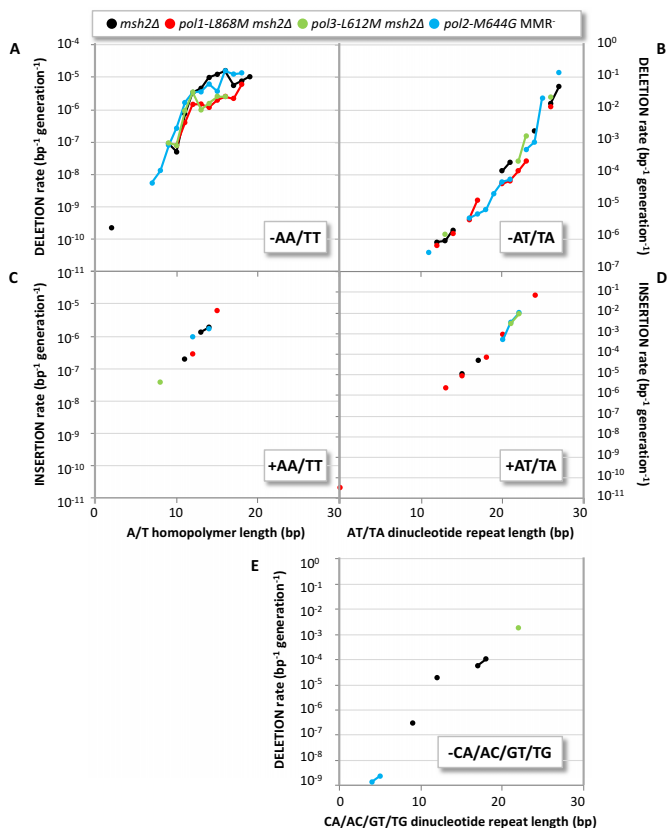 msh2Δ pol1-L868M msh2Δ pol3-L612M msh2Δ pol2-M644G MMR⁻
A
B
DELETION rate (bp⁻¹ generation⁻¹)
10⁻⁴
10⁻⁵
10⁻⁶
10⁻⁷
10⁻⁸
10⁻⁹
10⁻¹⁰
10⁻¹¹
-AA/TT
-AT/TA
10⁰
10⁻¹
10⁻²
10⁻³
10⁻⁴
10⁻⁵
10⁻⁶
10⁻⁷
DELETION rate (bp⁻¹ generation⁻¹)
C
D
INSERTION rate (bp⁻¹ generation⁻¹)
10⁻⁵
10⁻⁶
10⁻⁷
10⁻⁸
10⁻⁹
10⁻¹⁰
10⁻¹¹
+AA/TT
+AT/TA
10⁻¹
10⁻²
10⁻³
10⁻⁴
10⁻⁵
10⁻⁶
10⁻⁷
10⁻⁸
10⁻⁹
10⁻¹⁰
10⁻¹¹
INSERTION rate (bp⁻¹ generation⁻¹)
0 10 20 30 0 10 20 30
A/T homopolymer length (bp)
AT/TA dinucleotide repeat length (bp)
E
DELETION rate (bp⁻¹ generation⁻¹)
10⁰
10⁻¹
10⁻²
10⁻³
10⁻⁴
10⁻⁵
10⁻⁶
10⁻⁷
10⁻⁸
10⁻⁹
-CA/AC/GT/TG
0 10 20 30
CA/AC/GT/TG dinucleotide repeat length (bp)